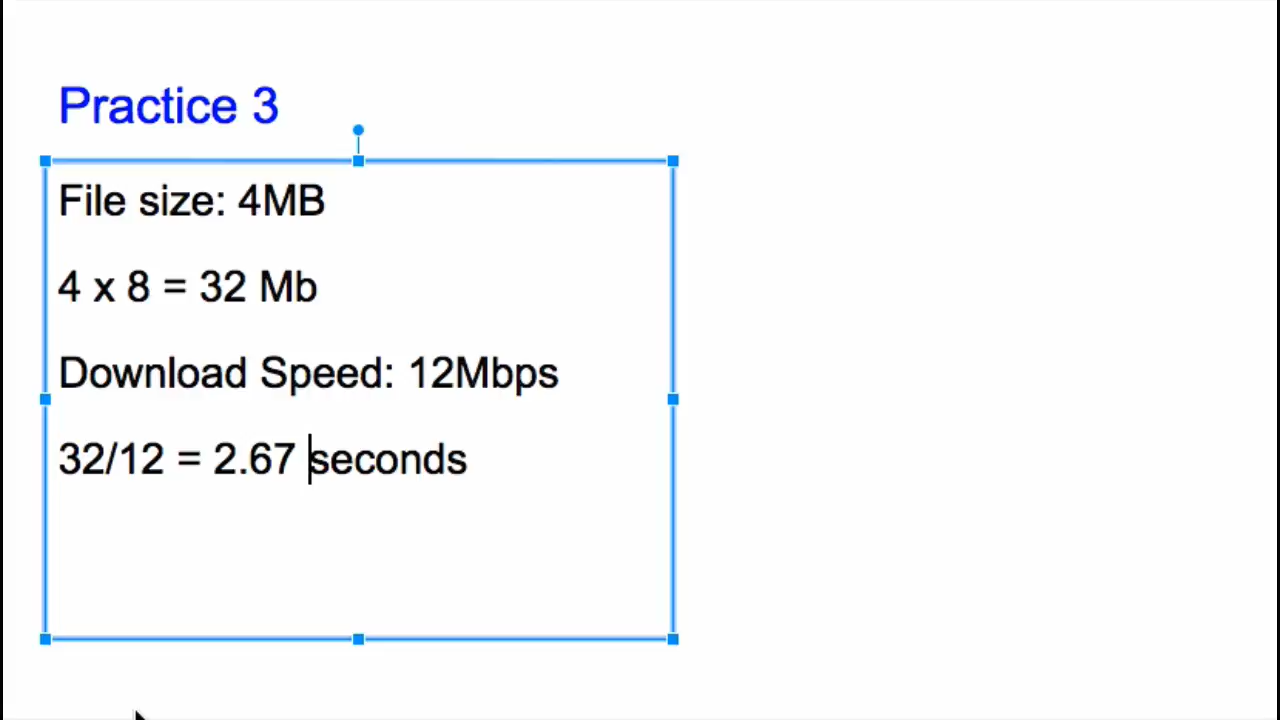 Practice 3
File size: 4MB
4 x 8 = 32 Mb
Download Speed: 12Mbps
32/12 = 2.67 seconds